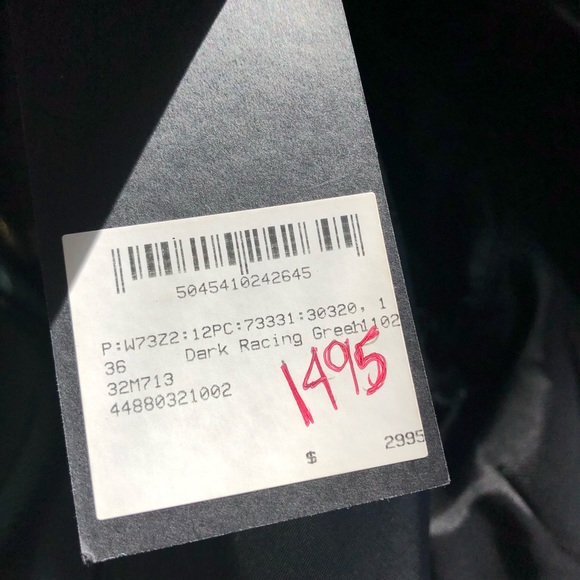 5045410242645
P:W73Z2:12PC:73331:30320, 1
36 Dark Racing Green1102
32M713
44880321002
1495
$ 2995